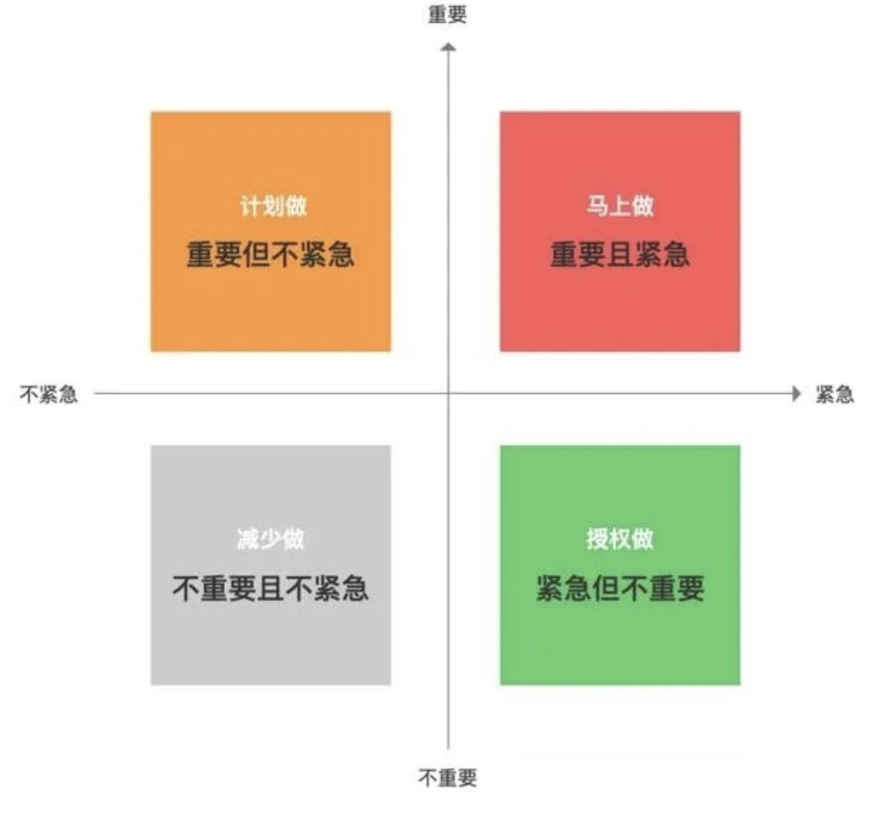 重要
计划做
重要但不紧急
马上做
重要且紧急
不紧急
紧急
减少做
不重要且不紧急
授权做
紧急但不重要
不重要